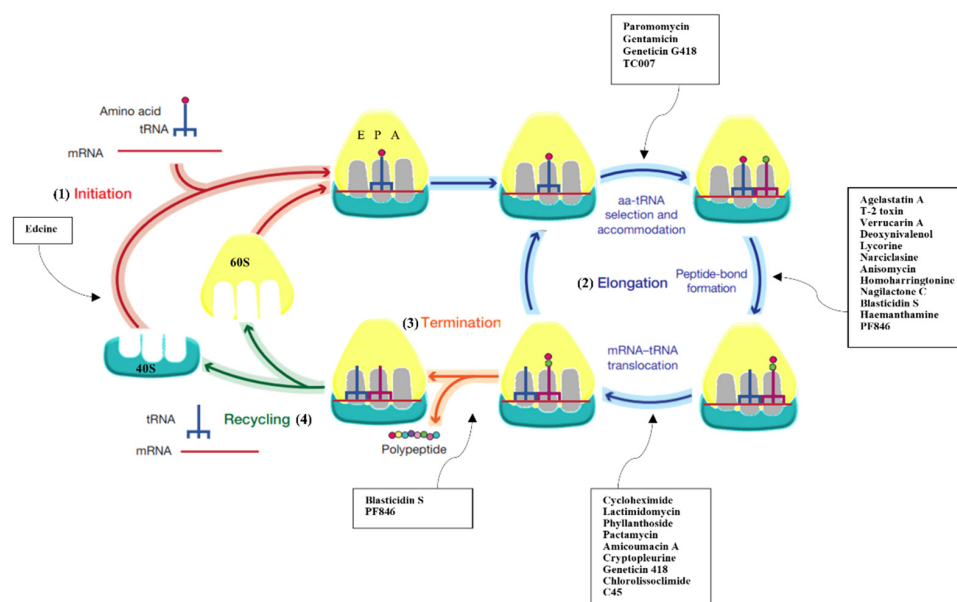 Paromomycin
Gentamicin
Geneticin G418
TC007
Amino acid
tRNA
mRNA
E P A
(1) Initiation
aa-tRNA
selection and
accommodation
Edeine
60S
(2) Elongation
Peptide-bond
formation
Agelastatin A
T-2 toxin
Verrucarin A
Deoxynivalenol
Lycorine
Narciclasine
Anisomycin
Homoharringtonine
Nagilactone C
Blasticidin S
Haemanthamine
PF846
(3) Termination
mRNA–tRNA
translocation
40S
tRNA
mRNA
Recycling (4)
Polypeptide
Blasticidin S
PF846
Cycloheximide
Lactimidomycin
Phyllanthoside
Pactamycin
Amicoumacin A
Cryptopleurine
Geneticin 418
Chlorolissoclimide
C45